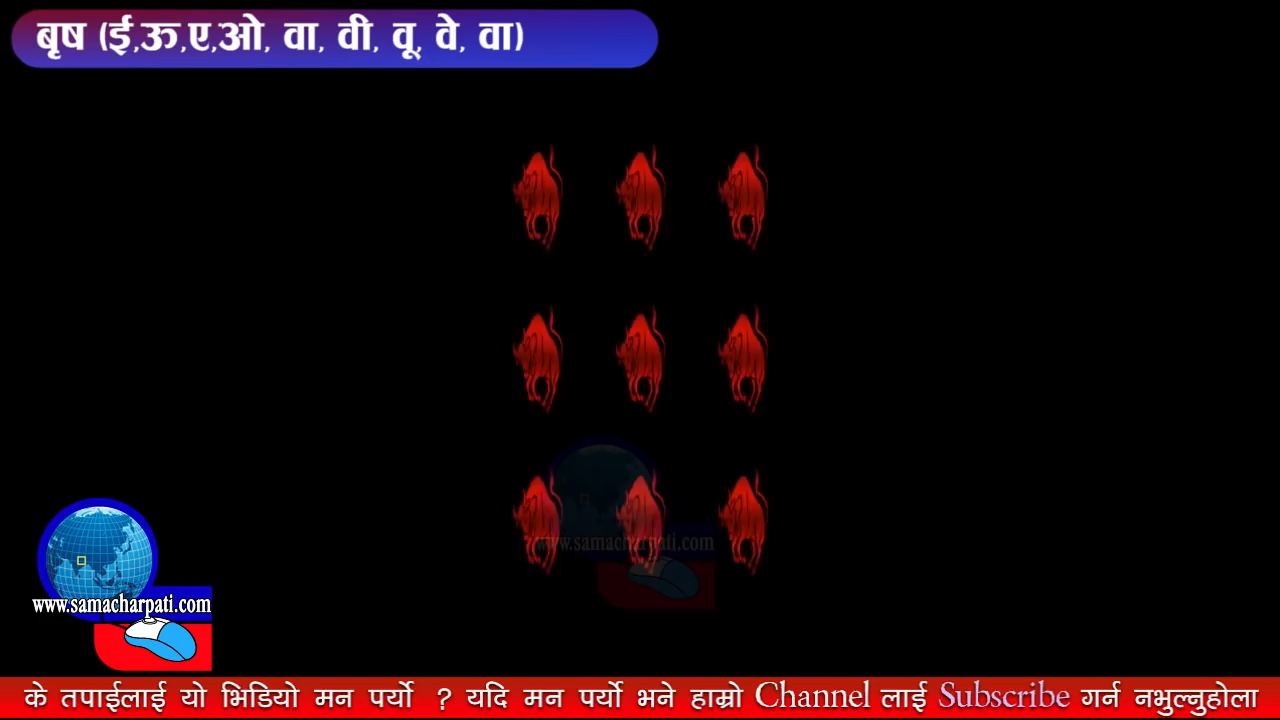 बृष (ई,ऊ,ए,ओ, वा, वी, वू, वे, वा)
www.samacharpati.com
www.samacharpati.com
के तपाईलाई यो भिडियो मन पर्यो ? यदि मन पर्यो भने हाम्रो Channel लाई Subscribe गर्न नभुल्नुहोला